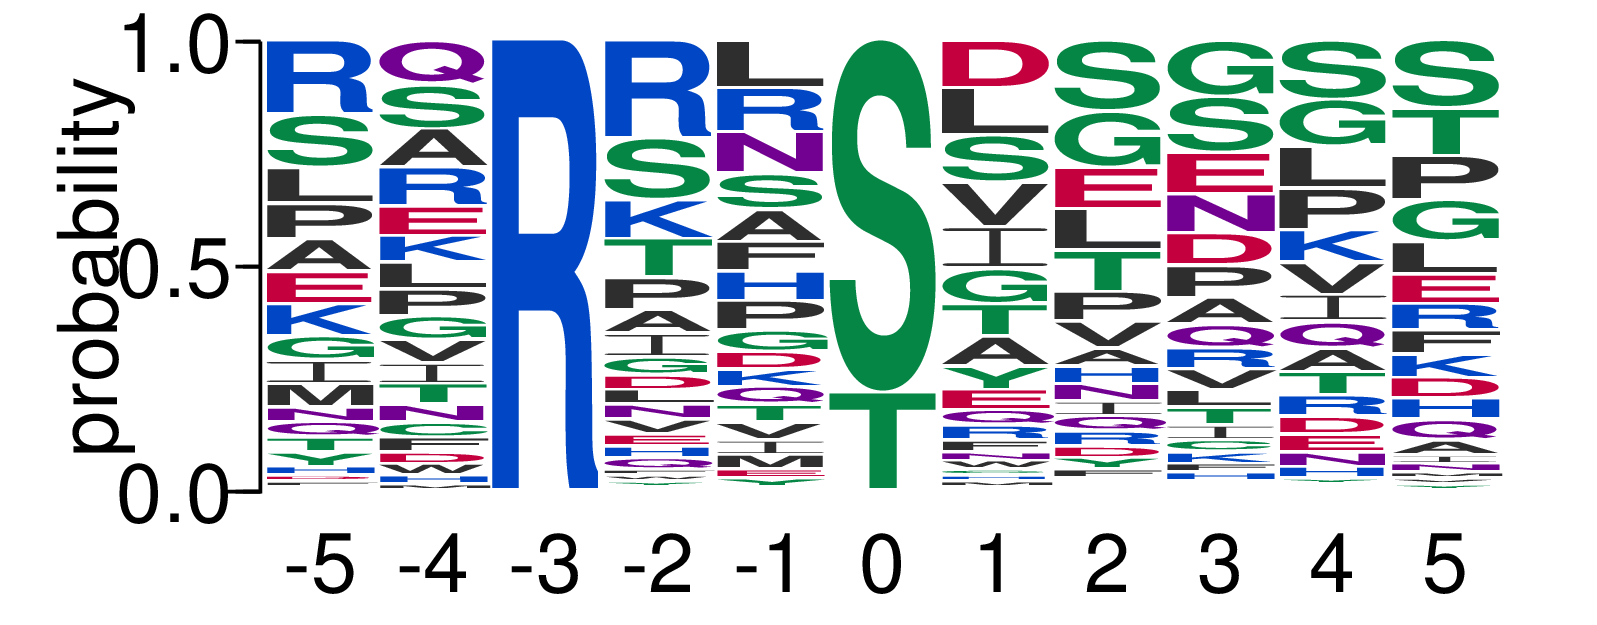 probability
1.0
0.5
0.0
R S L P A E K G I M N Q T Y H
Q S A R E K L P G V I T N C F D W H
R
R S K T P A I G D L N V E H Q
L R N S A F H P G D K Q T V I M E Y
S T
D L S V I G T A Y E Q R F N W
S G E L T P V A H N I Q R D Y F
G S E N D P A Q R V L T I C K F H
S G L P K V I Q A T R D E N H Y
S T P G L E R F K D H Q A I N
-5 -4 -3 -2 -1 0 1 2 3 4 5